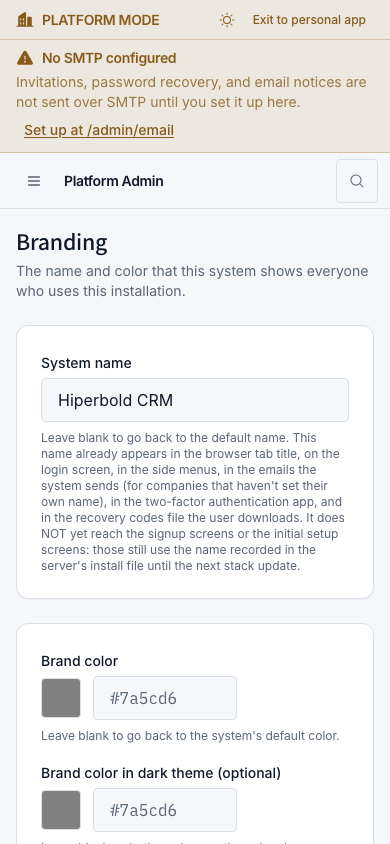 PLATFORM MODE
Exit to personal app
No SMTP configured
Invitations, password recovery, and email notices are
not sent over SMTP until you set it up here.
Set up at /admin/email
Platform Admin
Branding
The name and color that this system shows everyone
who uses this installation.
System name
Hiperbold CRM
Leave blank to go back to the default name. This
name already appears in the browser tab title, on the
login screen, in the side menus, in the emails the
system sends (for companies that haven't set their
own name), in the two-factor authentication app, and
in the recovery codes file the user downloads. It does
NOT yet reach the signup screens or the initial setup
screens: those still use the name recorded in the
server's install file until the next stack update.
Brand color
#7a5cd6
Leave blank to go back to the system's default color.
Brand color in dark theme (optional)
#7a5cd6